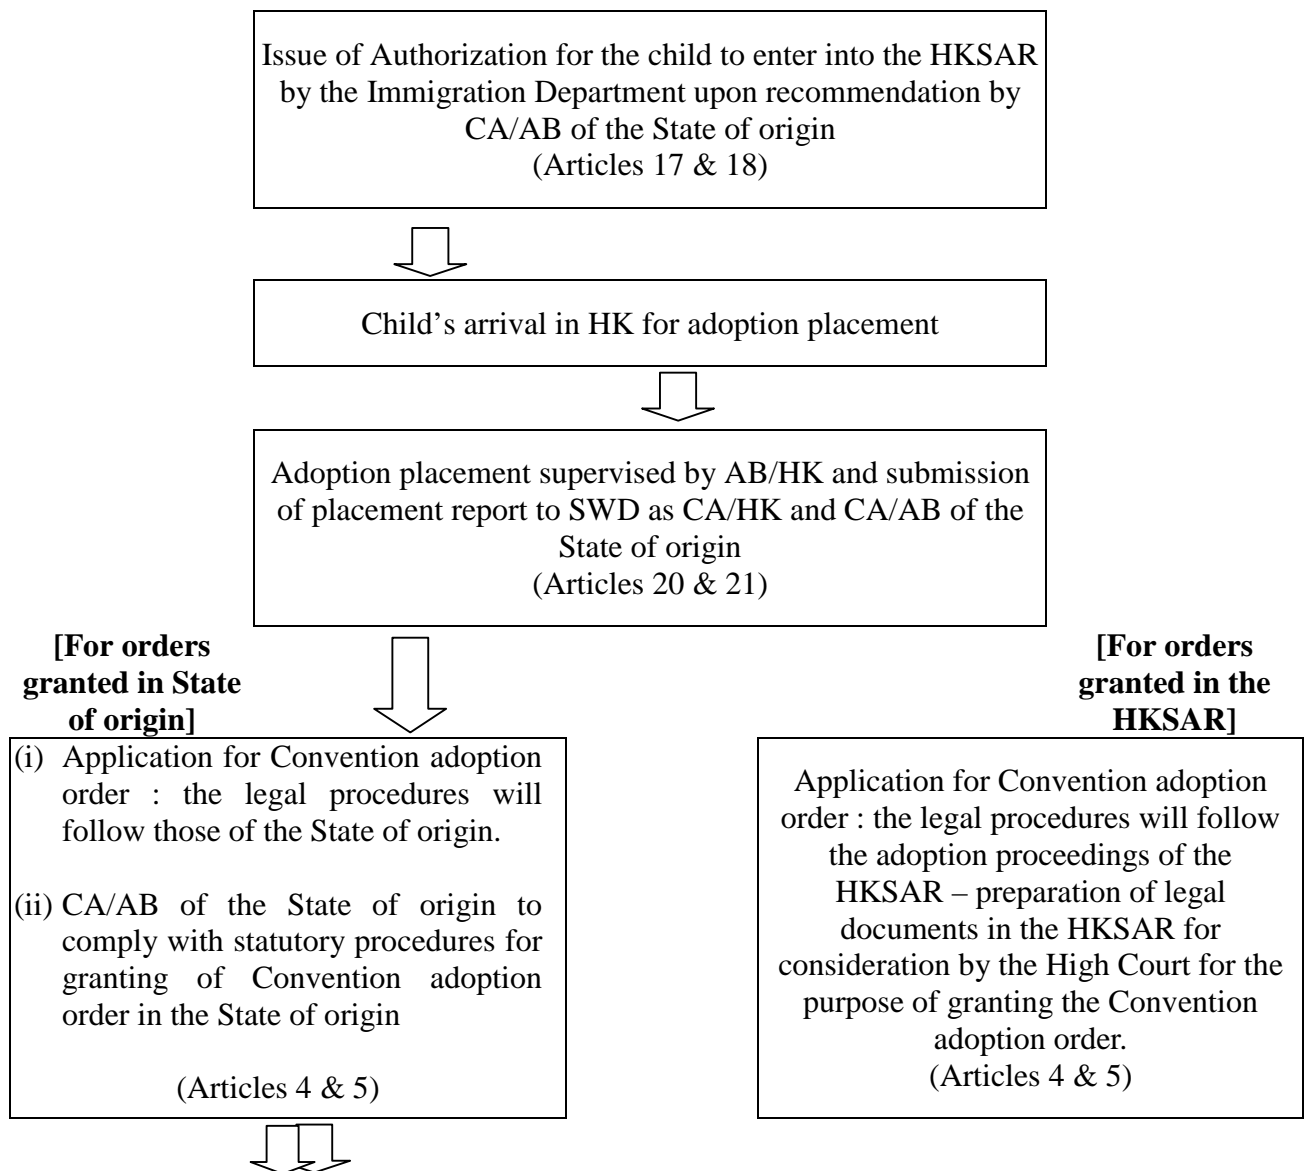 Issue of Authorization for the child to enter into the HKSAR
by the Immigration Department upon recommendation by
CA/AB of the State of origin
(Articles 17 & 18)
Child’s arrival in HK for adoption placement
Adoption placement supervised by AB/HK and submission
of placement report to SWD as CA/HK and CA/AB of the
State of origin
(Articles 20 & 21)
[For orders
granted in State
of origin]
(i) Application for Convention adoption
order : the legal procedures will
follow those of the State of origin.
(ii) CA/AB of the State of origin to
comply with statutory procedures for
granting of Convention adoption
order in the State of origin
(Articles 4 & 5)
[For orders
granted in the
HKSAR]
Application for Convention adoption
order : the legal procedures will follow
the adoption proceedings of the
HKSAR – preparation of legal
documents in the HKSAR for
consideration by the High Court for the
purpose of granting the Convention
adoption order.
(Articles 4 & 5)